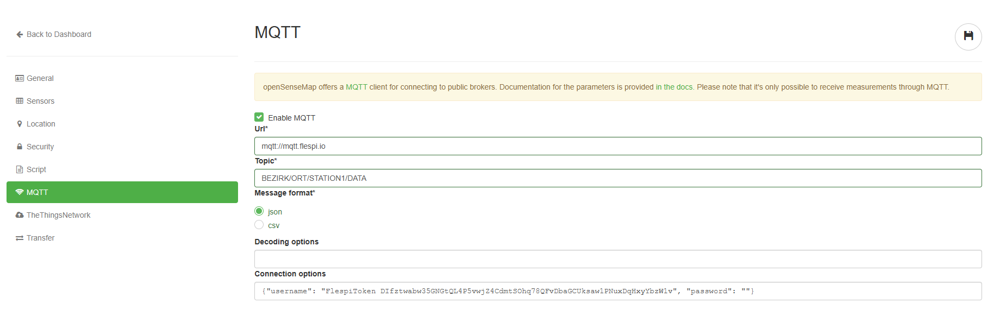 Back to Dashboard
General
Sensors
Location
Security
Script
MQTT
TheThingsNetwork
Transfer
MQTT
openSenseMap offers a MQTT client for connecting to public brokers. Documentation for the parameters is provided in the docs. Please note that it's only possible to receive measurements through MQTT.
Enable MQTT
Url*
mqtt://mqtt.flespi.io
Topic*
BEZIRK/ORT/STATION1/DATA
Message format*
json
csv
Decoding options
Connection options
{"username": "FlespiToken DIfztwabw35GNGtQL4P5vwjZ4CdmtSOhq78QFvDbaGCUksaw1PNuxDqHxyYbzW1v", "password": ""}